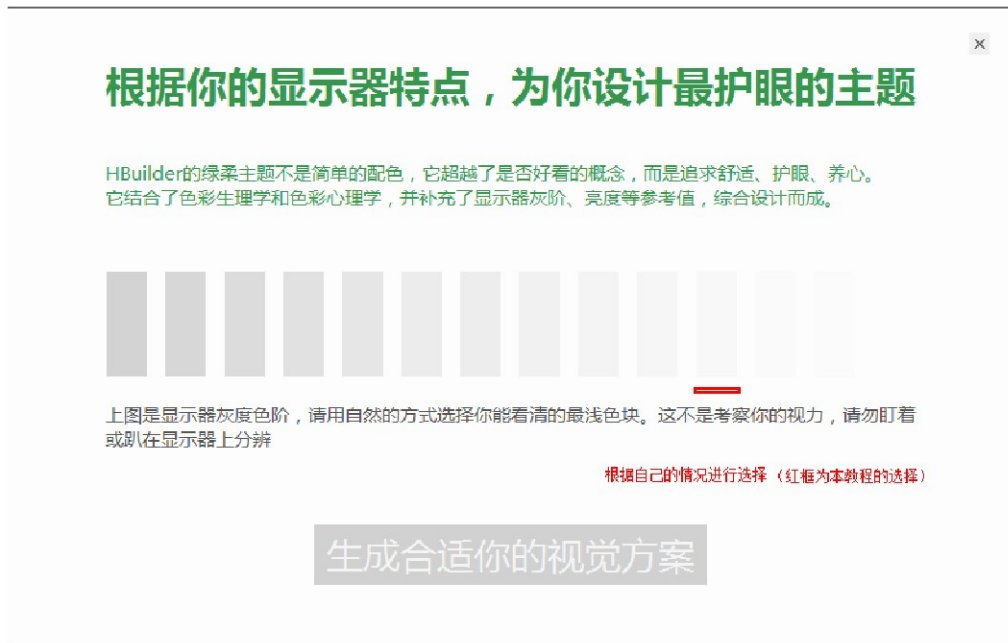 根据你的显示器特点，为你设计最护眼的主题
HBuilder的绿柔主题不是简单的配色，它超越了是否好看的概念，而是追求舒适、护眼、养心。
它结合了色彩生理学和色彩心理学，并补充了显示器灰阶、亮度等参考值，综合设计而成。
上图是显示器灰度色阶，请用自然的方式选择你能看清的最浅色块。这不是考察你的视力，请勿盯着
或趴在显示器上分辨
根据自己的情况进行选择（红框为本教程的选择）
生成合适你的视觉方案